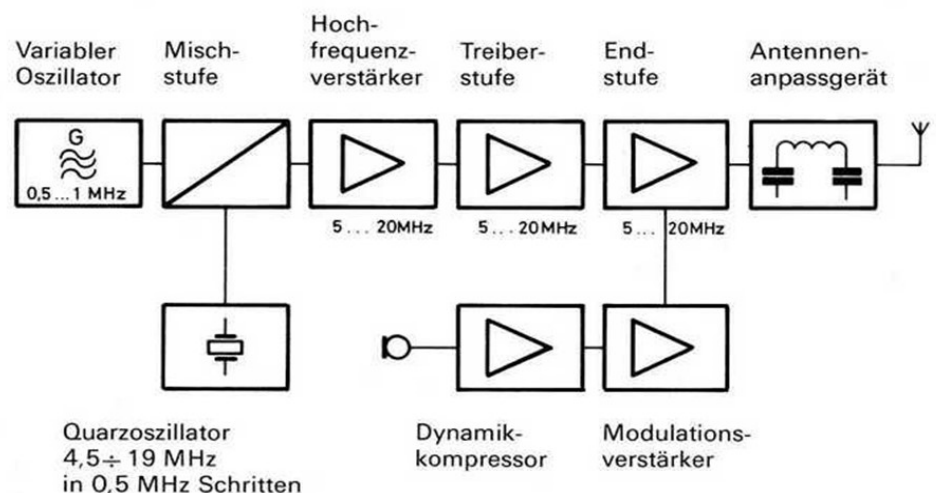 Variabler
Oszillator
Misch-
stufe
Hoch-
frequenz-
verstärker
Treiber-
stufe
End-
stufe
Antennen-
anpassgerät
G
0,5...1 MHz
5... 20MHz
5... 20MHz
5... 20MHz
Quarzoszillator
4,5÷ 19 MHz
in 0,5 MHz Schritten
Dynamik-
kompressor
Modulations-
verstärker